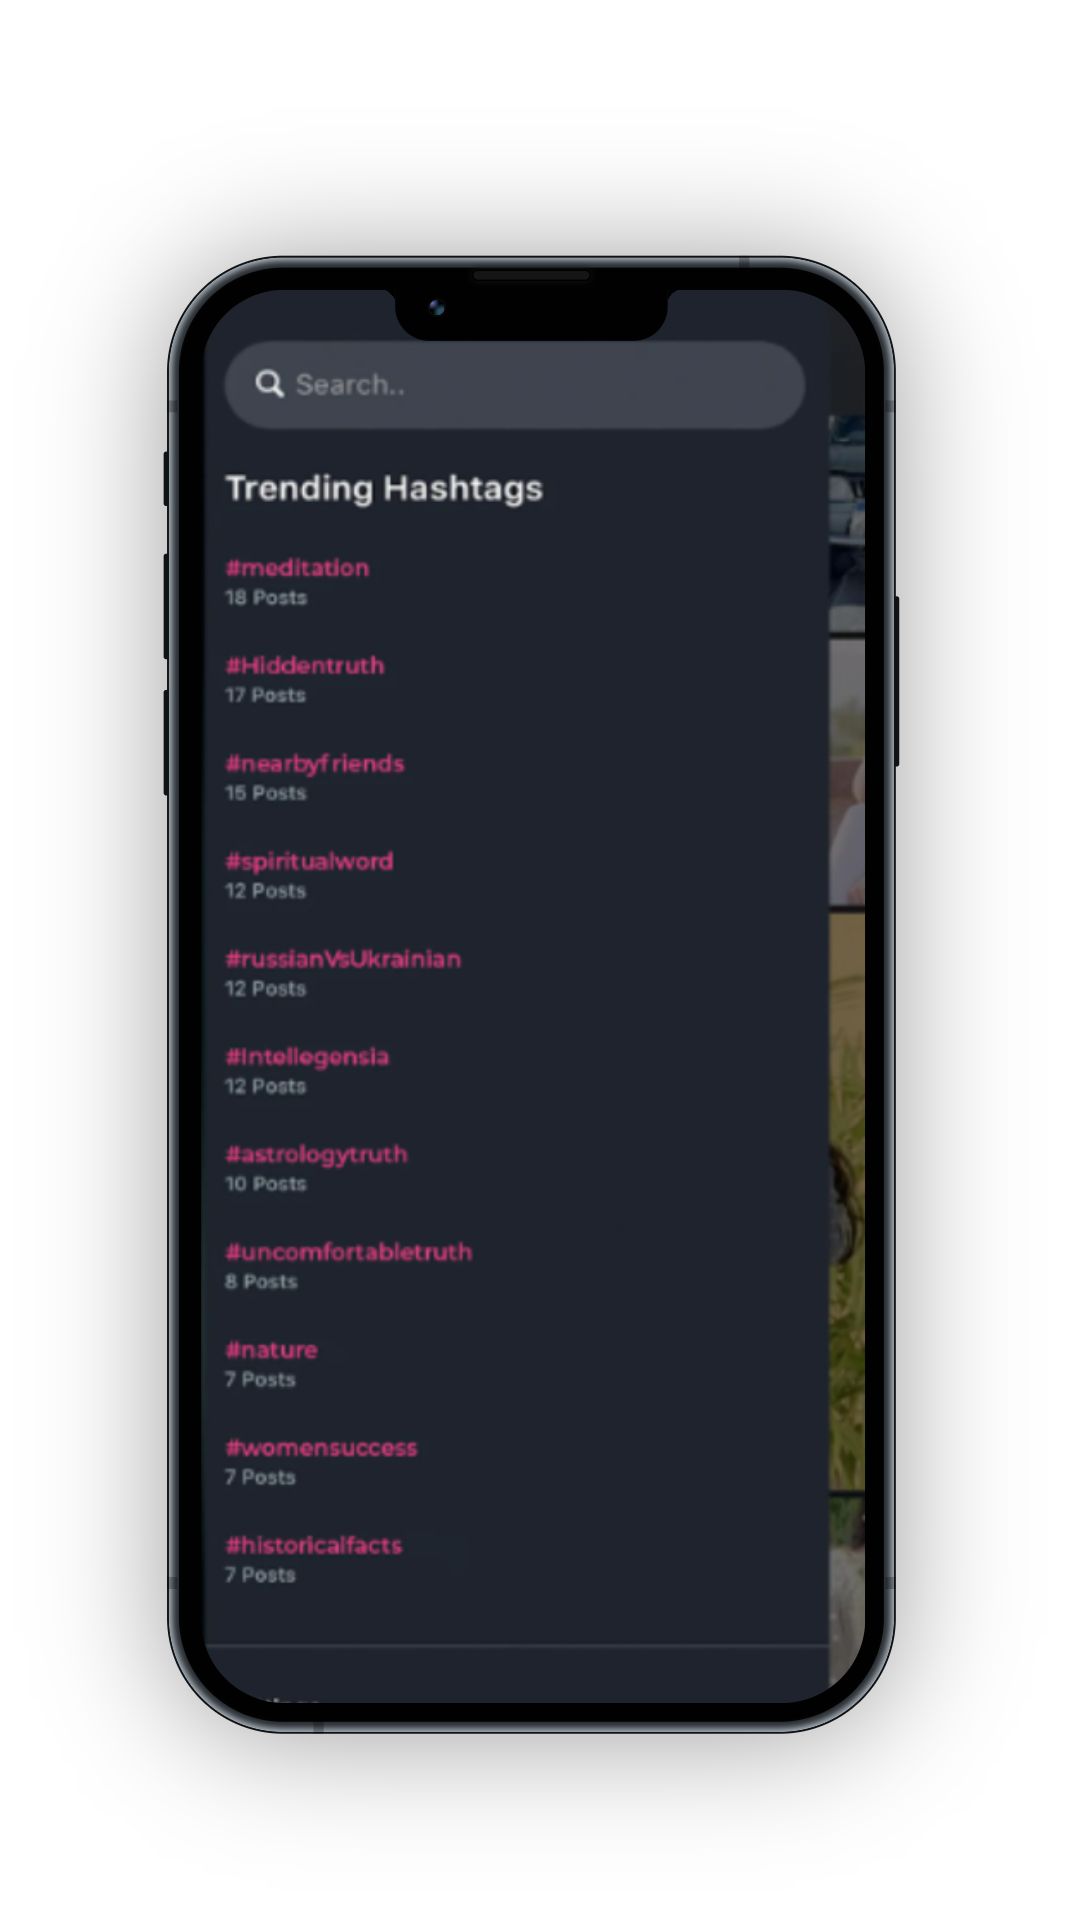 Search..
Trending Hashtags
#meditation
18 Posts
#Hiddentruth
17 Posts
#nearbyfriends
15 Posts
#spiritualword
12 Posts
#russianVsUkrainian
12 Posts
#Intellegensia
12 Posts
#astrologytruth
10 Posts
#uncomfortabletruth
8 Posts
#nature
7 Posts
#womensuccess
7 Posts
#historicalfacts
7 Posts